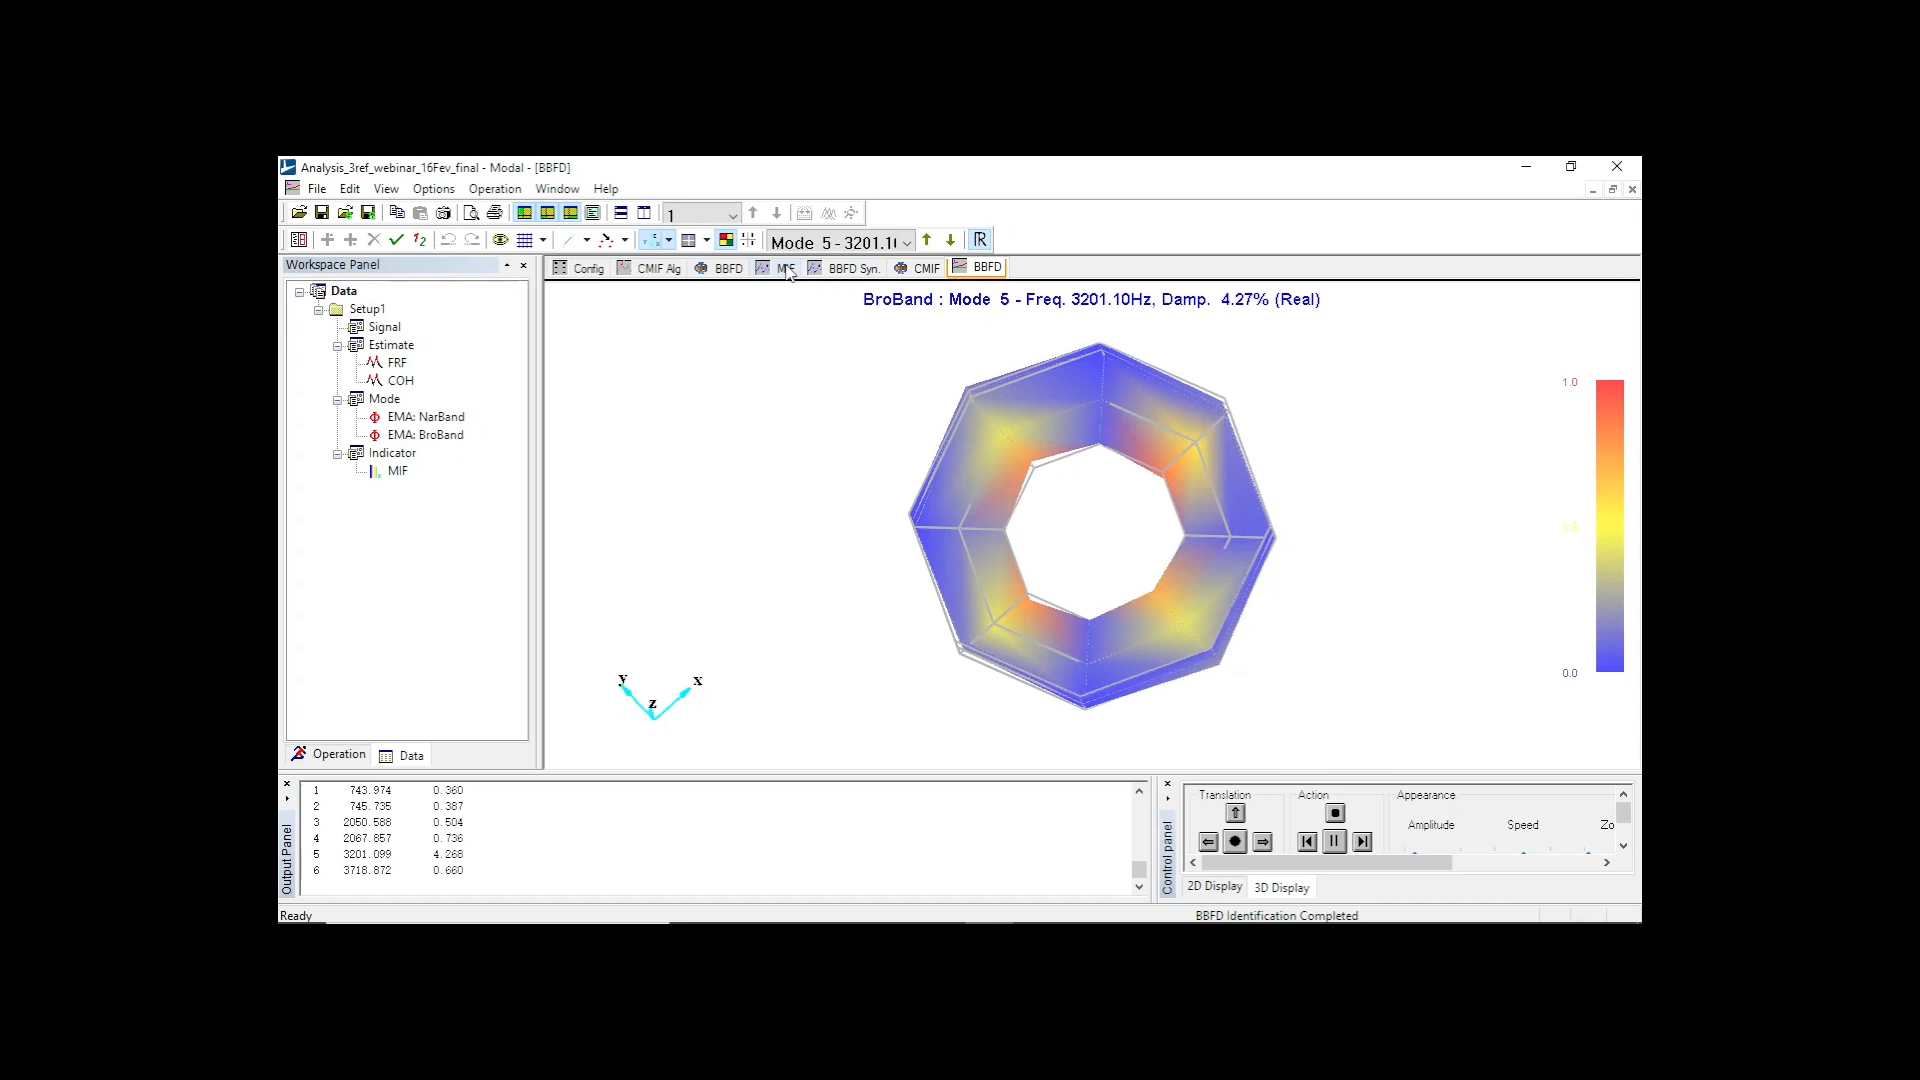 Analysis_3ref_webinar_16Fev_final - Modal - [BBFD]
File Edit View Options Operation Window Help
1
Mode 5 - 3201.1
Workspace Panel
Config CMIF Alg BBFD MIF BBFD Syn. CMIF BBFD
Data
Setup1
Signal
Estimate
FRF
COH
Mode
EMA: NarBand
EMA: BroBand
Indicator
MIF
BroBand : Mode 5 - Freq. 3201.10Hz, Damp. 4.27% (Real)
1.0
0.5
0.0
y x
z
Operation Data
Output Panel
1 743.974 0.360
2 745.735 0.387
3 2050.588 0.504
4 2067.857 0.736
5 3201.099 4.268
6 3718.872 0.660
Control panel
Translation Action Appearance
Amplitude Speed Zo
2D Display 3D Display
Ready BBFD Identification Completed